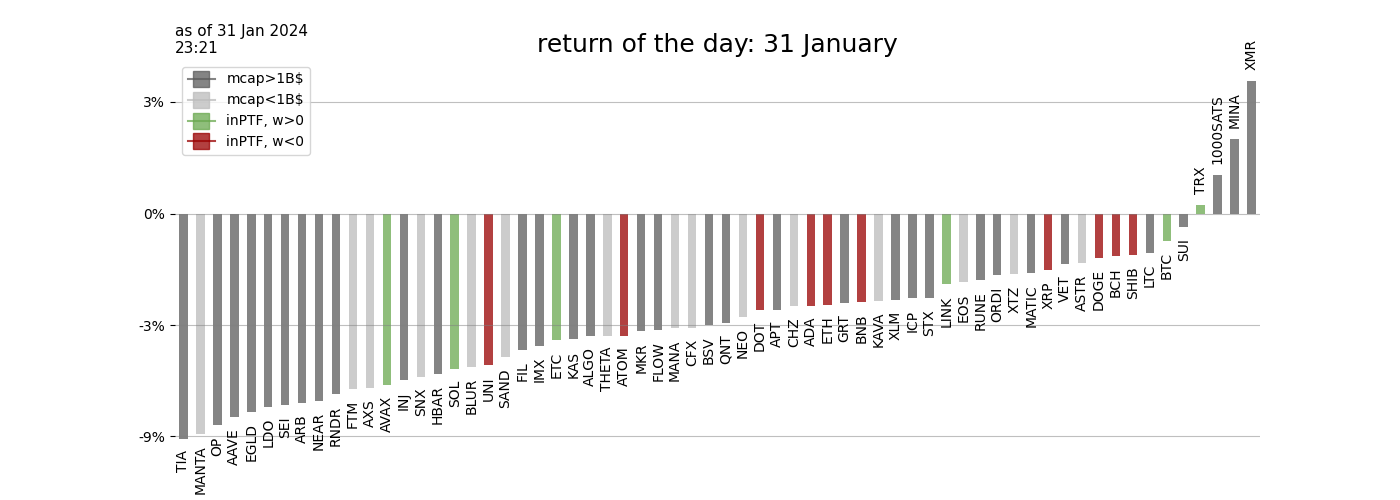 as of 31 Jan 2024
23:21
return of the day: 31 January
mcap>1B$
mcap<1B$
inPTF, w>0
inPTF, w<0
3%
0%
-3%
-9%
TIA
MANTA
OP
AAVE
EGLD
LDO
SEI
ARB
NEAR
RNDR
FTM
AXS
AVAX
INJ
SNX
HBAR
SOL
BLUR
UNI
SAND
FIL
IMX
ETC
KAS
ALGO
THETA
ATOM
MKR
FLOW
MANA
CFX
BSV
QNT
NEO
DOT
APT
CHZ
ADA
ETH
GRT
BNB
KAVA
XLM
ICP
STX
LINK
EOS
RUNE
ORDI
XTZ
MATIC
XRP
VET
ASTR
DOGE
BCH
SHIB
LTC
BTC
SUI
TRX
1000SATS
MINA
XMR